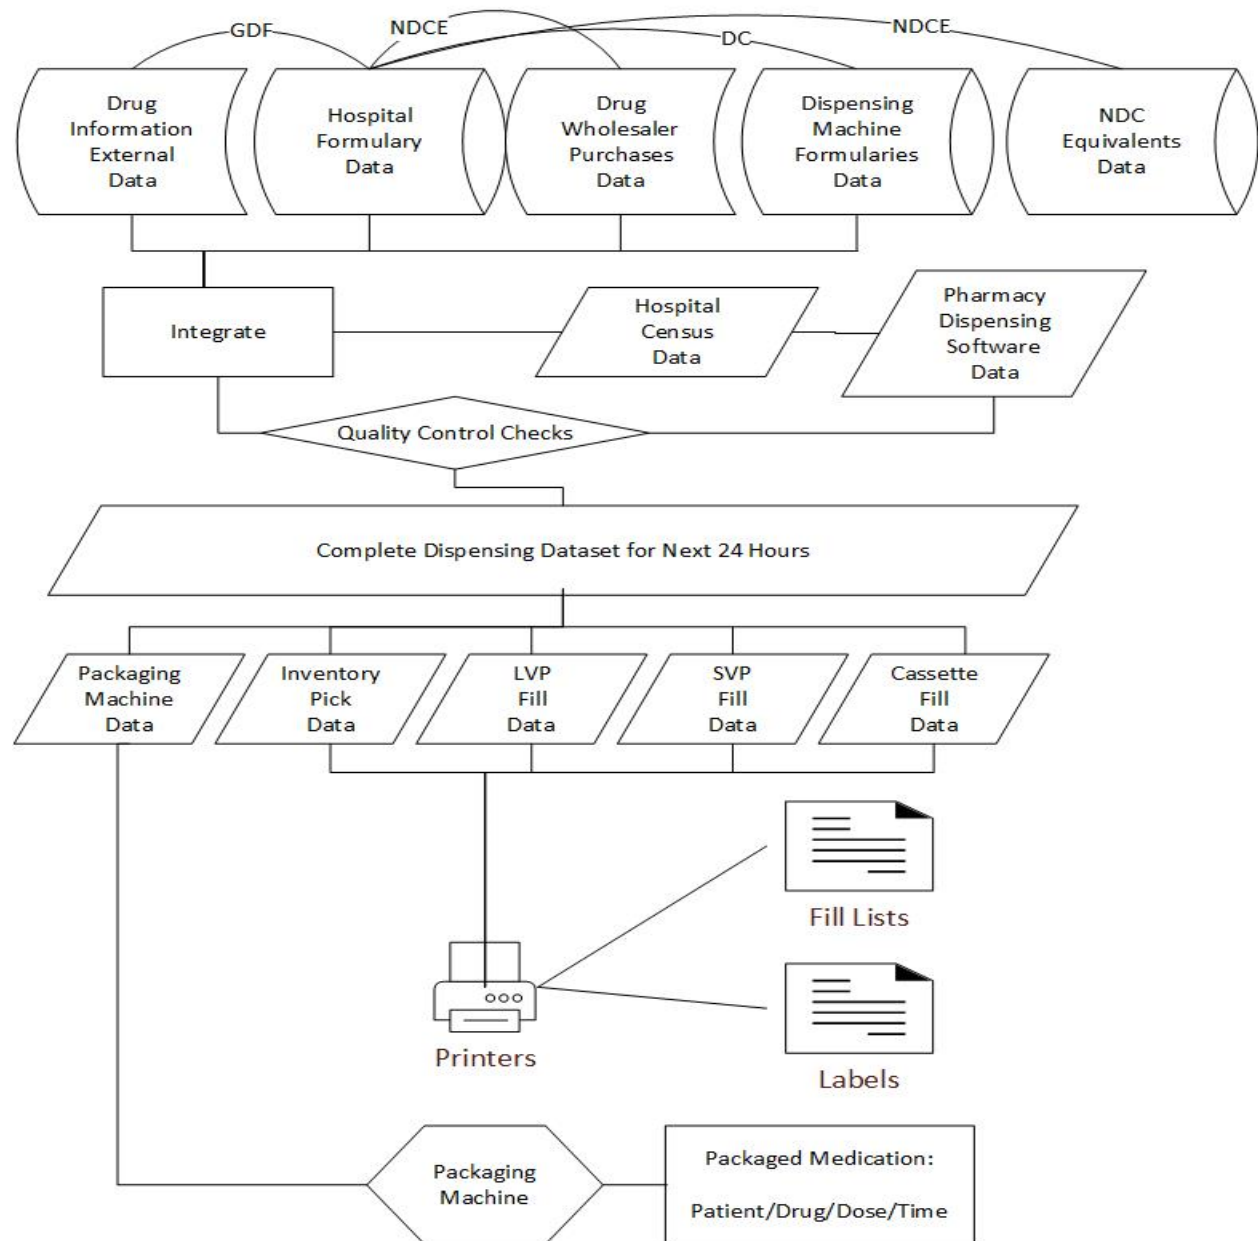 GDF
NDCE
DC
NDCE
Drug
Information
External
Data
Hospital
Formulary
Data
Drug
Wholesaler
Purchases
Data
Dispensing
Machine
Formularies
Data
NDC
Equivalents
Data
Integrate
Hospital
Census
Data
Pharmacy
Dispensing
Software
Data
Quality Control Checks
Complete Dispensing Dataset for Next 24 Hours
Packaging
Machine
Data
Inventory
Pick
Data
LVP
Fill
Data
SVP
Fill
Data
Cassette
Fill
Data
Fill Lists
Printers
Labels
Packaging
Machine
Packaged Medication:
Patient/Drug/Dose/Time